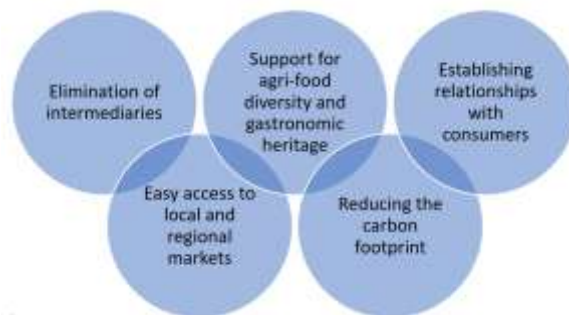 Elimination of
intermediaries
Support for
agri-food
diversity and
gastronomic
heritage
Establishing
relationships
with
consumers
Easy access to
local and
regional
markets
Reducing the
carbon
footprint